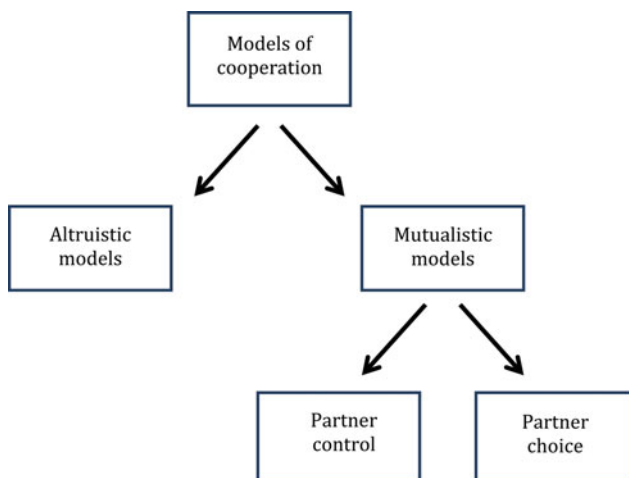 Models of
cooperation
Altruistic
models
Mutualistic
models
Partner
control
Partner
choice